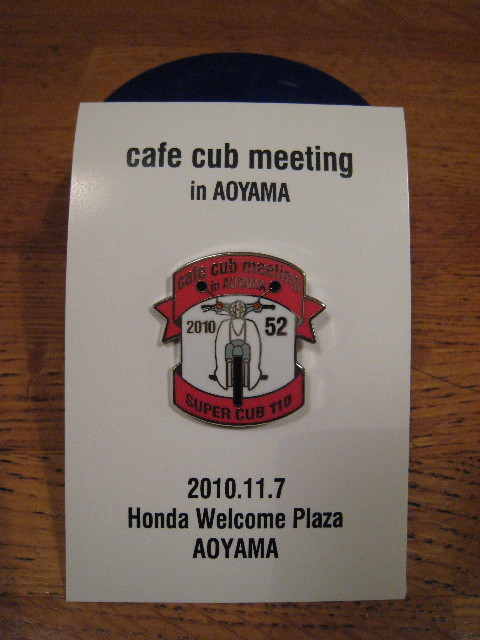 cafe cub meeting
in AOYAMA
cafe cub meeting
in AOYAMA
2010 52
SUPER CUB 110
2010.11.7
Honda Welcome Plaza
AOYAMA